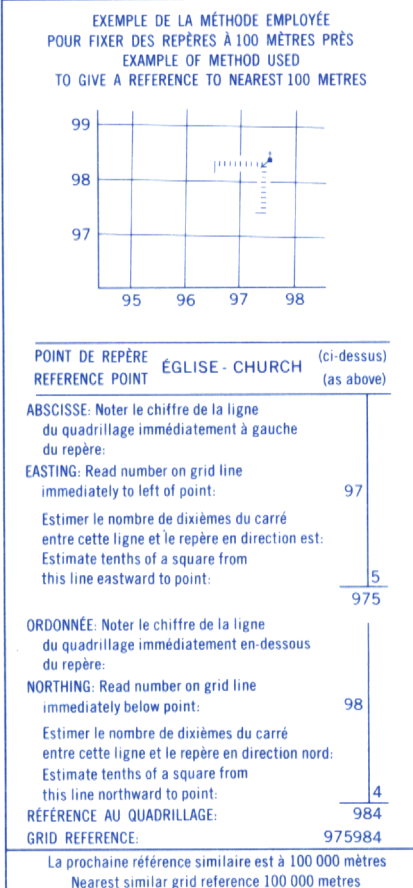 EXEMPLE DE LA MÉTHODE EMPLOYÉE
POUR FIXER DES REPÈRES À 100 MÈTRES PRÈS
EXAMPLE OF METHOD USED
TO GIVE A REFERENCE TO NEAREST 100 METRES
99
98
97
95 96 97 98
POINT DE REPÈRE
REFERENCE POINT
ÉGLISE - CHURCH
(ci-dessus)
(as above)
ABSCISSE: Noter le chiffre de la ligne
du quadrillage immédiatement à gauche
du repère:
EASTING: Read number on grid line
immediately to left of point: 97
Estimer le nombre de dixièmes du carré
entre cette ligne et le repère en direction est:
Estimate tenths of a square from
this line eastward to point: 5
975
ORDONNÉE: Noter le chiffre de la ligne
du quadrillage immédiatement en-dessous
du repère:
NORTHING: Read number on grid line
immediately below point: 98
Estimer le nombre de dixièmes du carré
entre cette ligne et le repère en direction nord:
Estimate tenths of a square from
this line northward to point: 4
RÉFÉRENCE AU QUADRILLAGE: 984
GRID REFERENCE: 975984
La prochaine référence similaire est à 100 000 mètres
Nearest similar grid reference 100 000 metres